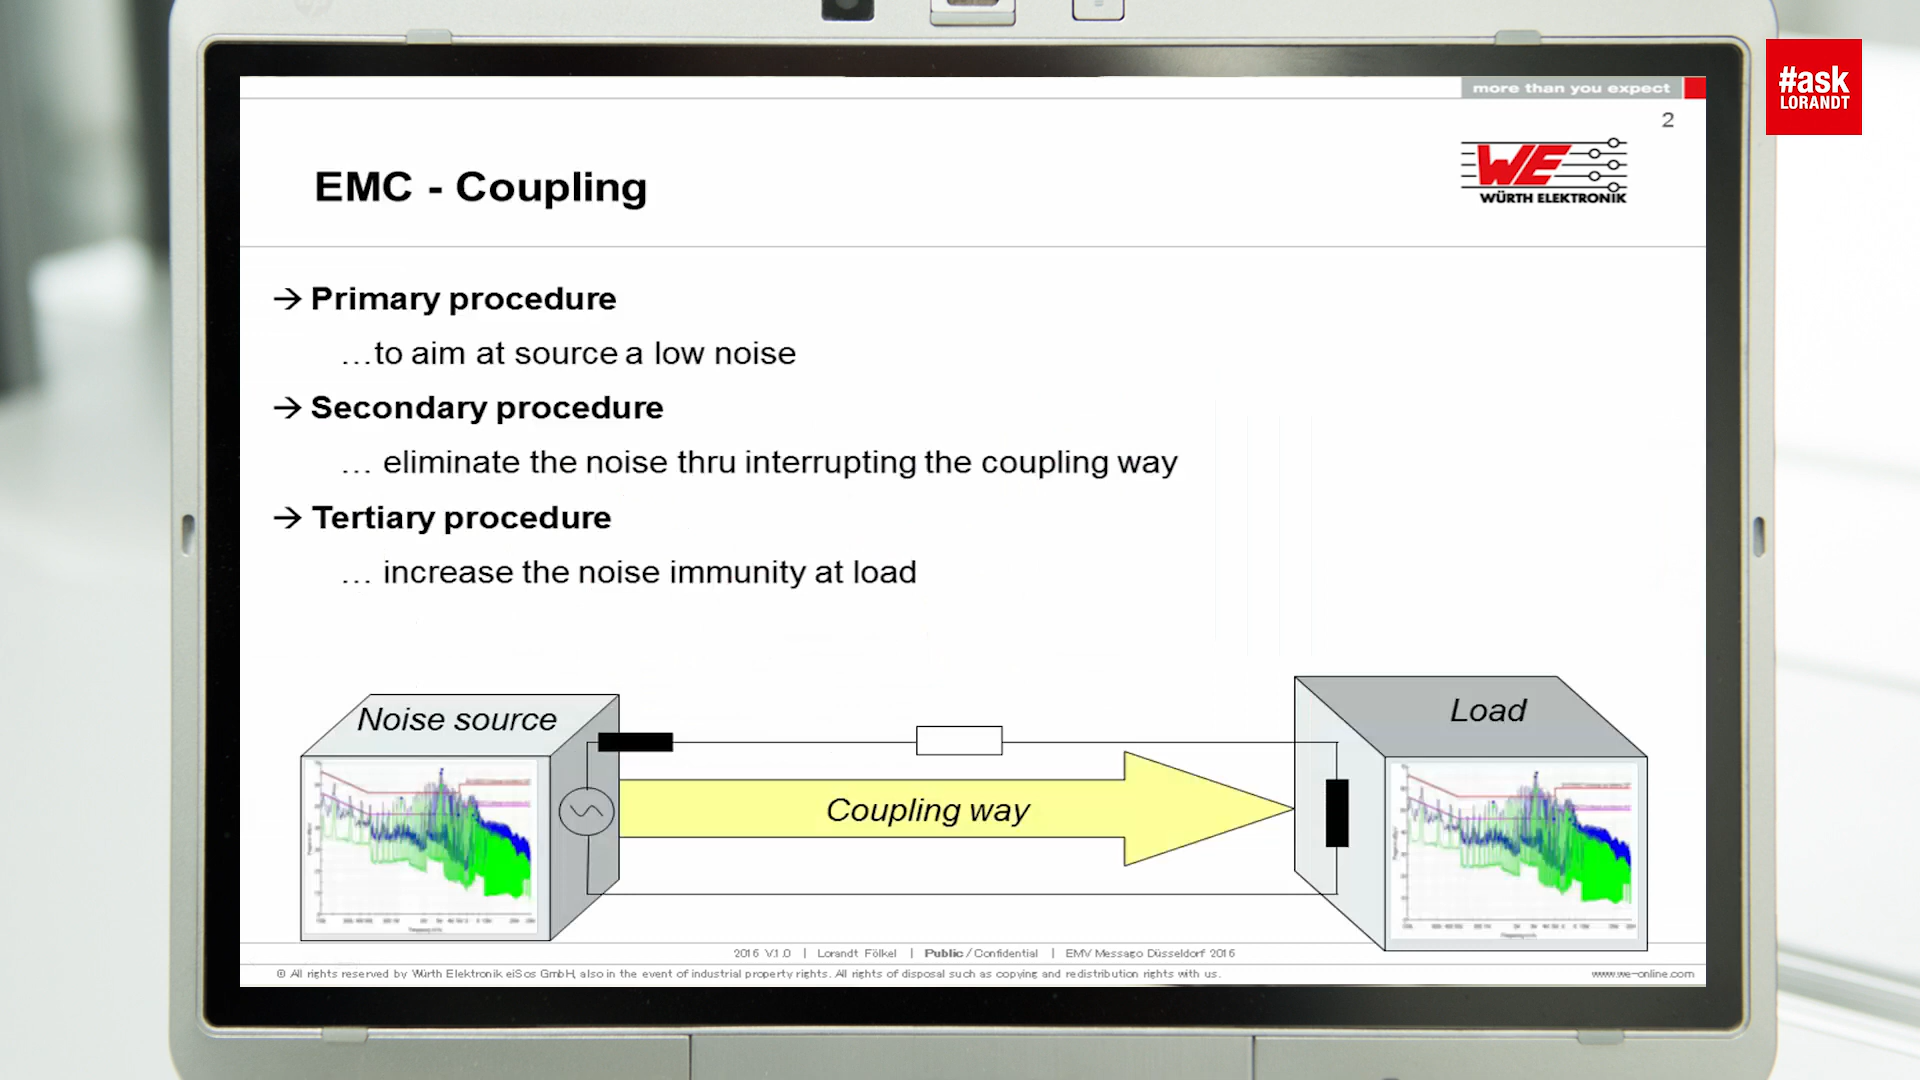 #ask
LORANDT
more than you expect
2
WE
WÜRTH ELEKTRONIK
EMC - Coupling
→ Primary procedure
…to aim at source a low noise
→ Secondary procedure
… eliminate the noise thru interrupting the coupling way
→ Tertiary procedure
… increase the noise immunity at load
Noise source
Load
Coupling way
2016 V.1.0 | Lorandt Fölkel | Public / Confidential | EMV Messago Düsseldorf 2016
© All rights reserved by Würth Elektronik eiSos GmbH, also in the event of industrial property rights. All rights of disposal such as copying and redistribution rights with us.
www.we-online.com